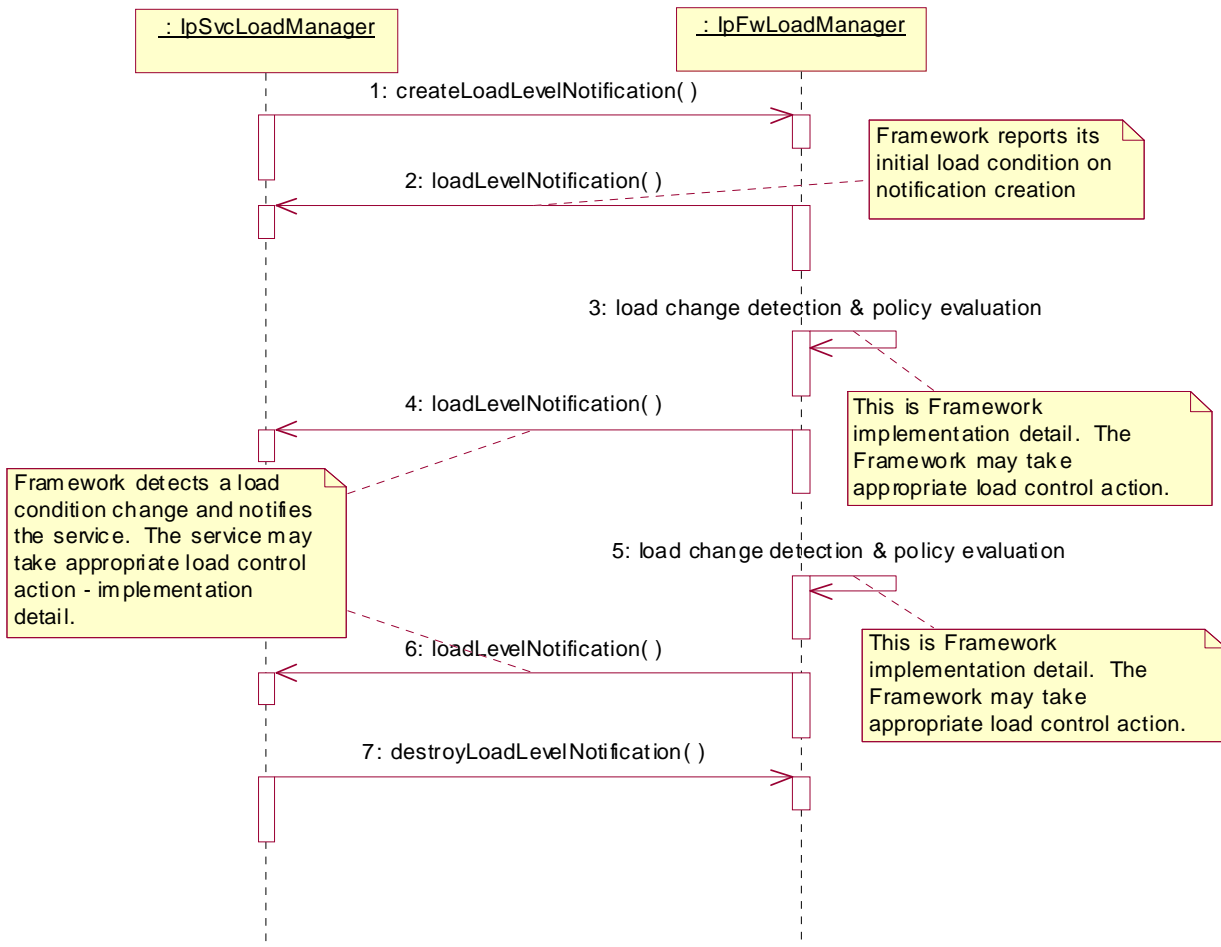 : IpSvcLoadManager
: IpFwLoadManager
1: createLoadLevelNotification( )
Framework reports its
initial load condition on
notification creation
2: loadLevelNotification( )
3: load change detection & policy evaluation
This is Framework
implementation detail. The
Framework may take
appropriate load control action.
4: loadLevelNotification( )
Framework detects a load
condition change and notifies
the service. The service may
take appropriate load control
action - implementation
detail.
5: load change detection & policy evaluation
This is Framework
implementation detail. The
Framework may take
appropriate load control action.
6: loadLevelNotification( )
7: destroyLoadLevelNotification( )